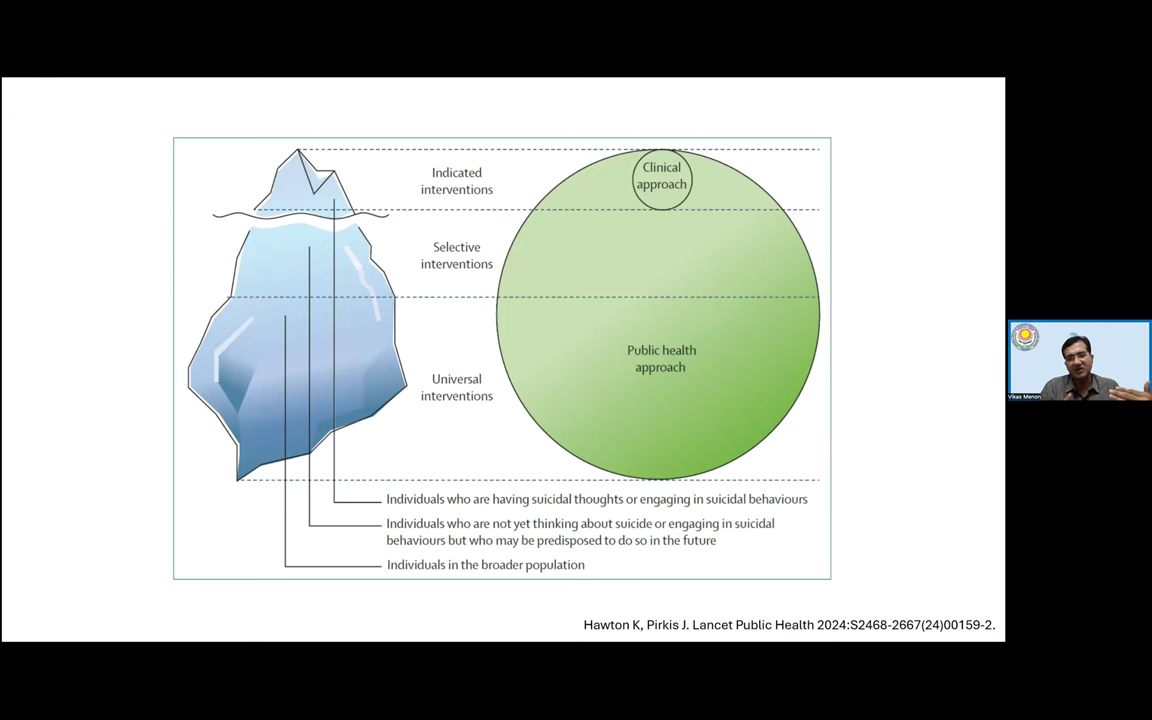 Indicated
interventions
Clinical
approach
Selective
interventions
Public health
approach
Universal
interventions
Individuals who are having suicidal thoughts or engaging in suicidal behaviours
Individuals who are not yet thinking about suicide or engaging in suicidal
behaviours but who may be predisposed to do so in the future
Individuals in the broader population
Hawton K, Pirkis J. Lancet Public Health 2024:S2468-2667(24)00159-2.
Vikas Menon